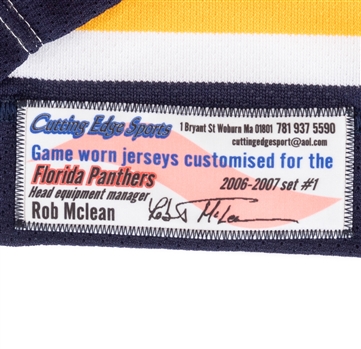 Cutting Edge Sports 1 Bryant St Woburn Ma 01801 781 937 5590
cuttingedgesport@aol.com
Game worn jerseys customised for the
Florida Panthers 2006-2007 set #1
Head equipment manager
Rob Mclean